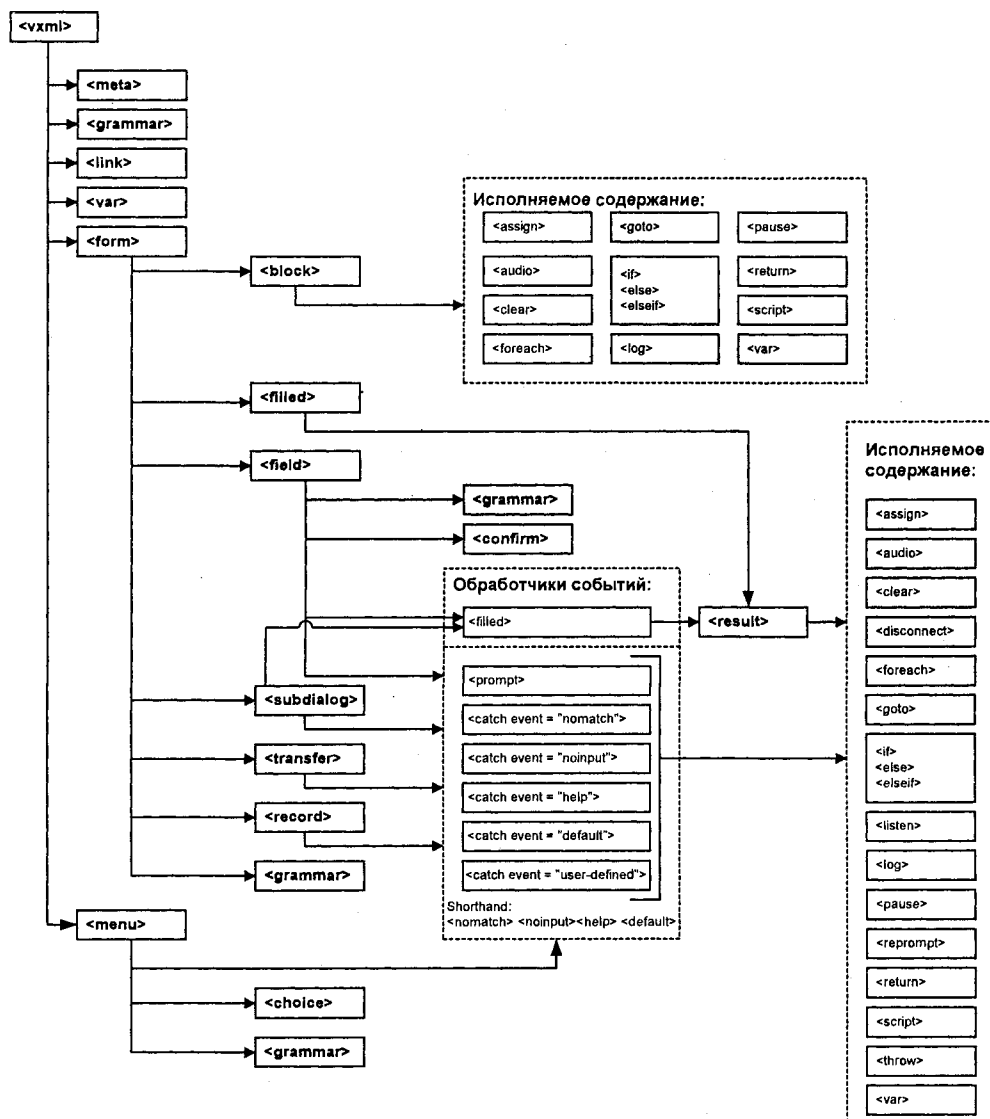 <vxml>
<meta>
<grammar>
<link>
<var>
<form>
<block>
Исполняемое содержание:
<assign>
<goto>
<pause>
<audio>
<if>
<else>
<elseif>
<return>
<clear>
<script>
<foreach>
<log>
<var>
<filled>
<field>
<grammar>
<confirm>
Обработчики событий:
<filled>
<result>
<prompt>
<catch event = "nomatch">
<catch event = "noinput">
<catch event = "help">
<catch event = "default">
<catch event = "user-defined">
Shorthand:
<nomatch> <noinput><help> <default>
<subdialog>
<transfer>
<record>
<grammar>
<menu>
<choice>
<grammar>
Исполняемое
содержание:
<assign>
<audio>
<clear>
<disconnect>
<foreach>
<goto>
<if>
<else>
<elseif>
<listen>
<log>
<pause>
<reprompt>
<return>
<script>
<throw>
<var>